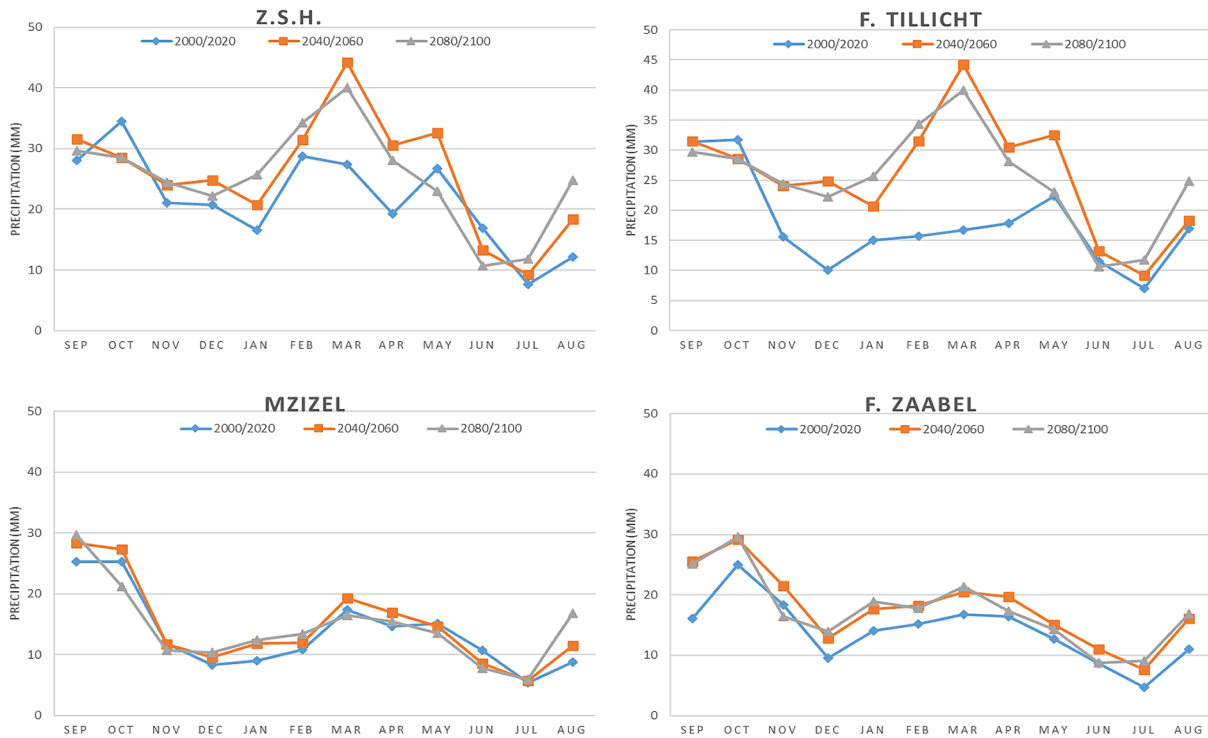 Z.S.H.
2000/2020 2040/2060 2080/2100
PRECIPITATION (MM)
50
40
30
20
10
0
SEP OCT NOV DEC JAN FEB MAR APR MAY JUN JUL AUG
F. TILLICHT
2000/2020 2040/2060 2080/2100
PRECIPITATION (MM)
50
45
40
35
30
25
20
15
10
5
0
SEP OCT NOV DEC JAN FEB MAR APR MAY JUN JUL AUG
MZIZEL
2000/2020 2040/2060 2080/2100
PRECIPITATION (MM)
50
40
30
20
10
0
SEP OCT NOV DEC JAN FEB MAR APR MAY JUN JUL AUG
F. ZAABEL
2000/2020 2040/2060 2080/2100
PRECIPITATION (MM)
50
40
30
20
10
0
SEP OCT NOV DEC JAN FEB MAR APR MAY JUN JUL AUG